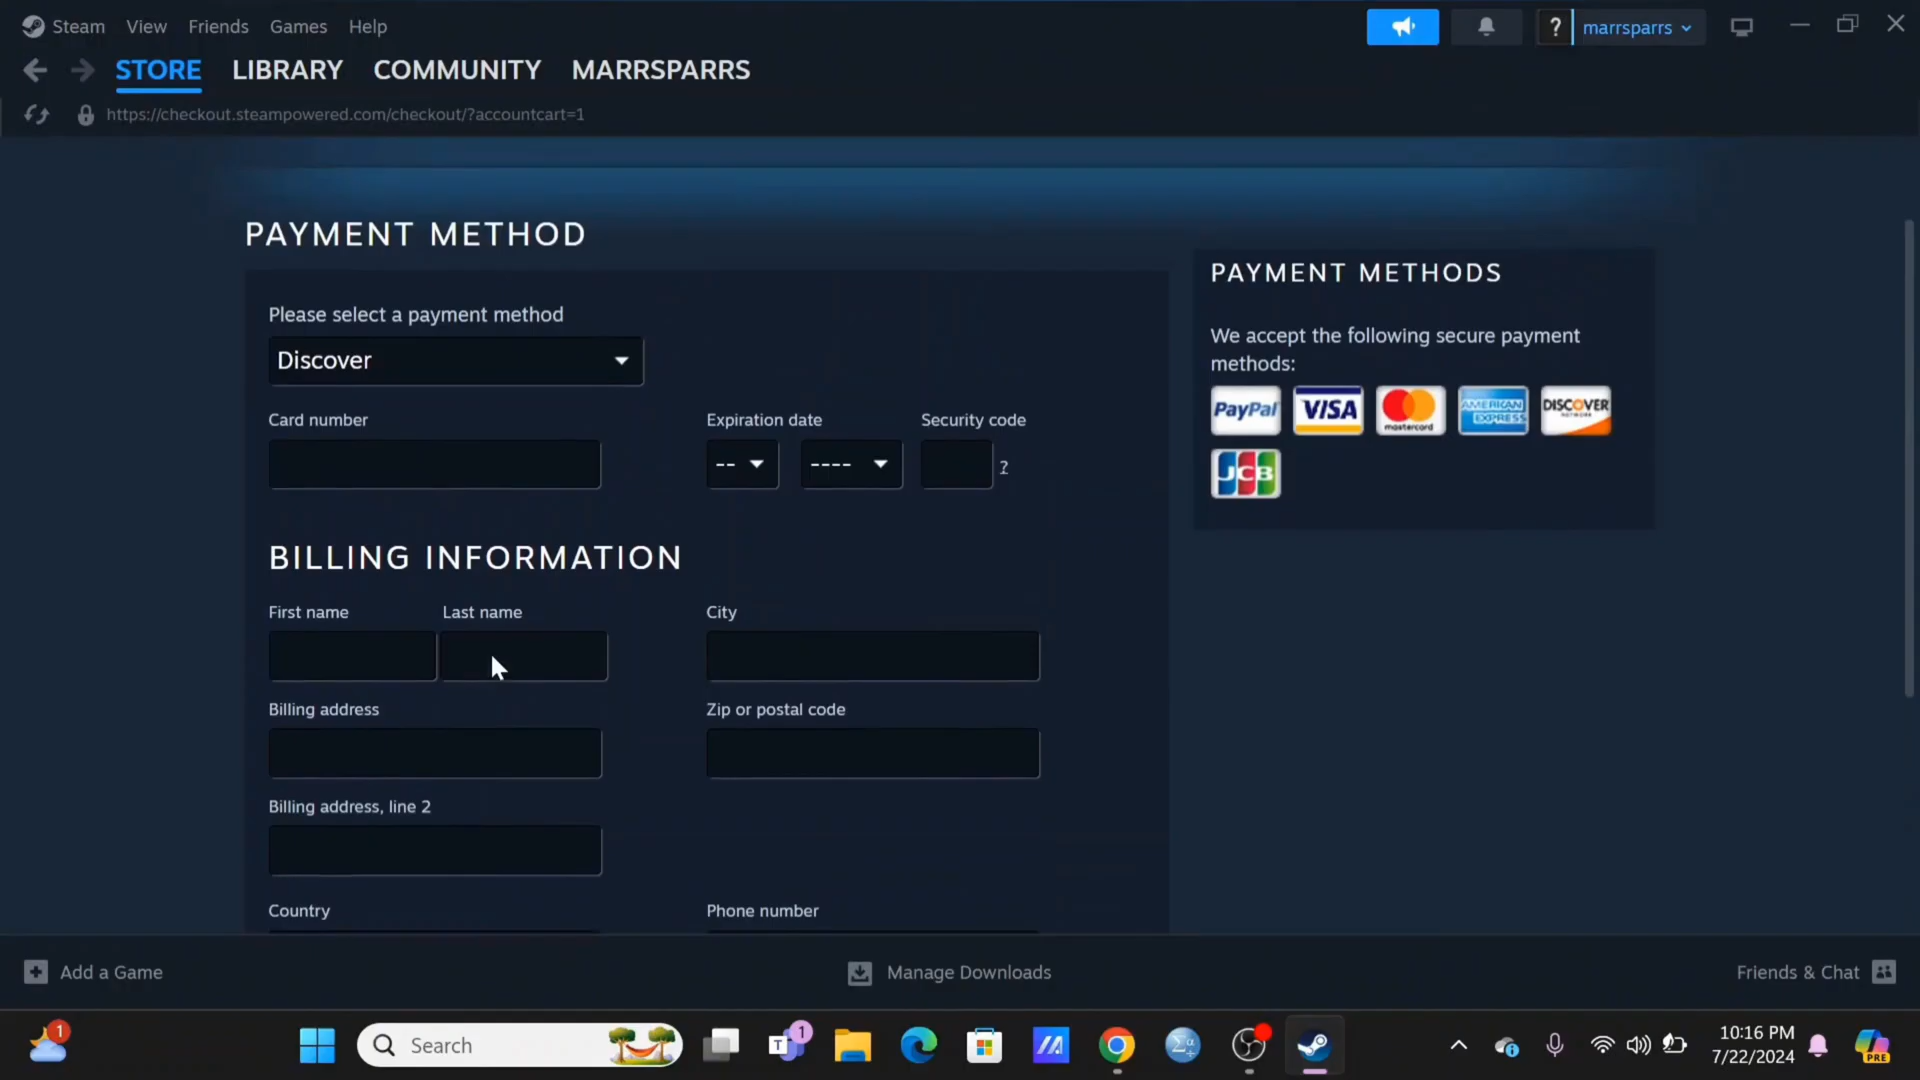 Steam View Friends Games Help
? marrsparrs
STORE LIBRARY COMMUNITY MARRSPARRS
https://checkout.steampowered.com/checkout/?accountcart=1
PAYMENT METHOD
Please select a payment method
Discover
Card number
Expiration date
Security code
-- ---- ?
PAYMENT METHODS
We accept the following secure payment
methods:
PayPal VISA mastercard AMERICAN EXPRESS DISCOVER NETWORK
JCB
BILLING INFORMATION
First name
Last name
City
Billing address
Zip or postal code
Billing address, line 2
Country
Phone number
Add a Game
Manage Downloads
Friends & Chat
1
Search
T 1
10:16 PM
7/22/2024
PRE